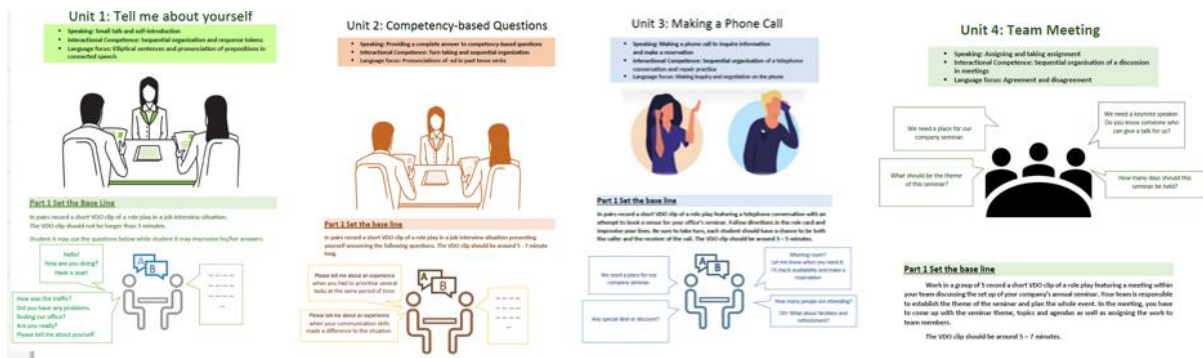 Unit 1: Tell me about yourself
Speaking: Small talk and self-introduction
Interactional Competence: Sequential organization and response tokens
Language focus: Elliptical sentences and pronunciation of prepositions in
connected speech
Part 1 Set the Base Line
In pairs record a short VDO clip of a role play in a job interview situation.
The VDO clip should not be longer than 3 minutes.
Student A may use the questions below while student B may improvise his/her answers.
Hello!
How are you doing?
Have a seat!
A
B
How was the traffic?
Did you have any problems
finding our office?
Are you ready?
Please tell me about yourself.
Unit 2: Competency-based Questions
Speaking: Providing a complete answer to competency-based questions
Interactional Competence: Turn taking and sequential organization
Language focus: Pronunciations of -ed in past tense verbs
Part 1 Set the base line
In pairs record a short VDO clip of a role play in a job interview situation presenting
yourself answering the following questions. The VDO clip should be around 5 - 7 minute
long.
Please tell me about an experience
when you had to prioritize several
tasks at the same period of time.
A
B
Please tell me about an experience
when your communication skills
made a difference to the situation.
Unit 3: Making a Phone Call
Speaking: Making a phone call to inquire information
and make a reservation
Interactional Competence: Sequential organisation of a telephone
conversation and repair practice
Language focus: Making inquiry and negotiation on the phone
Part 1 Set the base line
In pairs record a short VDO clip of a role play featuring a telephone conversation with an
attempt to book a venue for your office's seminar. Follow directions in the role card and
improvise your lines. Be sure to take turn, each student should have a chance to be both
the caller and the receiver of the call. The VDO clip should be around 3 – 5 minutes.
We need a place for our
company seminar.
A
B
Meeting room?
Let me know when you need it.
I'll check availability and make a
reservation
Any special deal or discount?
How many people are attending?
Oh! What about facilities and
refreshment?
Unit 4: Team Meeting
Speaking: Assigning and taking assignment
Interactional Competence: Sequential organisation of a discussion
in meetings
Language focus: Agreement and disagreement
We need a place for our
company seminar.
We need a keynote speaker.
Do you know someone who
can give a talk for us?
What should be the theme
of this seminar?
How many days should this
seminar be held?
Part 1 Set the base line
Work in a group of 5 record a short VDO clip of a role play featuring a meeting within
your team discussing the set up of your company's annual seminar. Your team is responsible
to establish the theme of the seminar and plan the whole event. In the meeting, you have
to come up with the seminar theme, topics and agendas as well as assigning the work to
team members.
The VDO clip should be around 5 – 7 minutes.